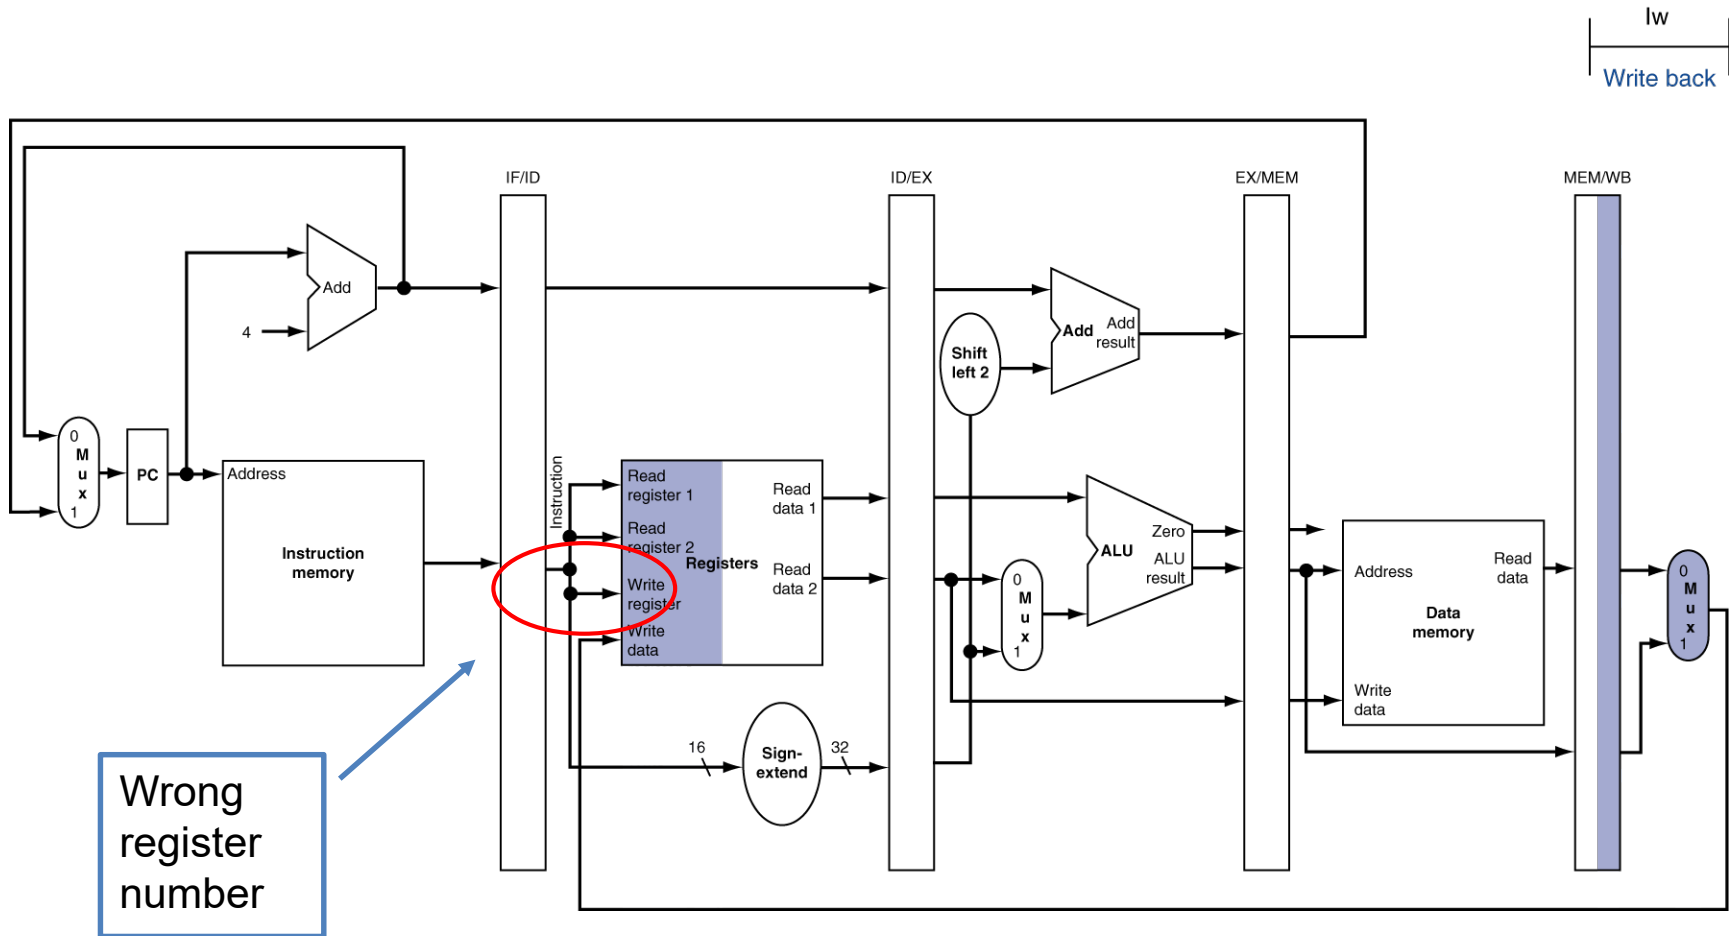 lw
Write back
IF/ID
ID/EX
EX/MEM
MEM/WB
Add
4
Add
Add
result
Shift
left 2
0
M
u
x
1
PC
Address
Instruction
memory
Instruction
Read
register 1
Read
register 2
Write
register
Write
data
Registers
Read
data 1
Read
data 2
16
Sign-
extend
32
0
M
u
x
1
Zero
ALU
ALU
result
Address
Read
data
Data
memory
Write
data
0
M
u
x
1
Wrong
register
number